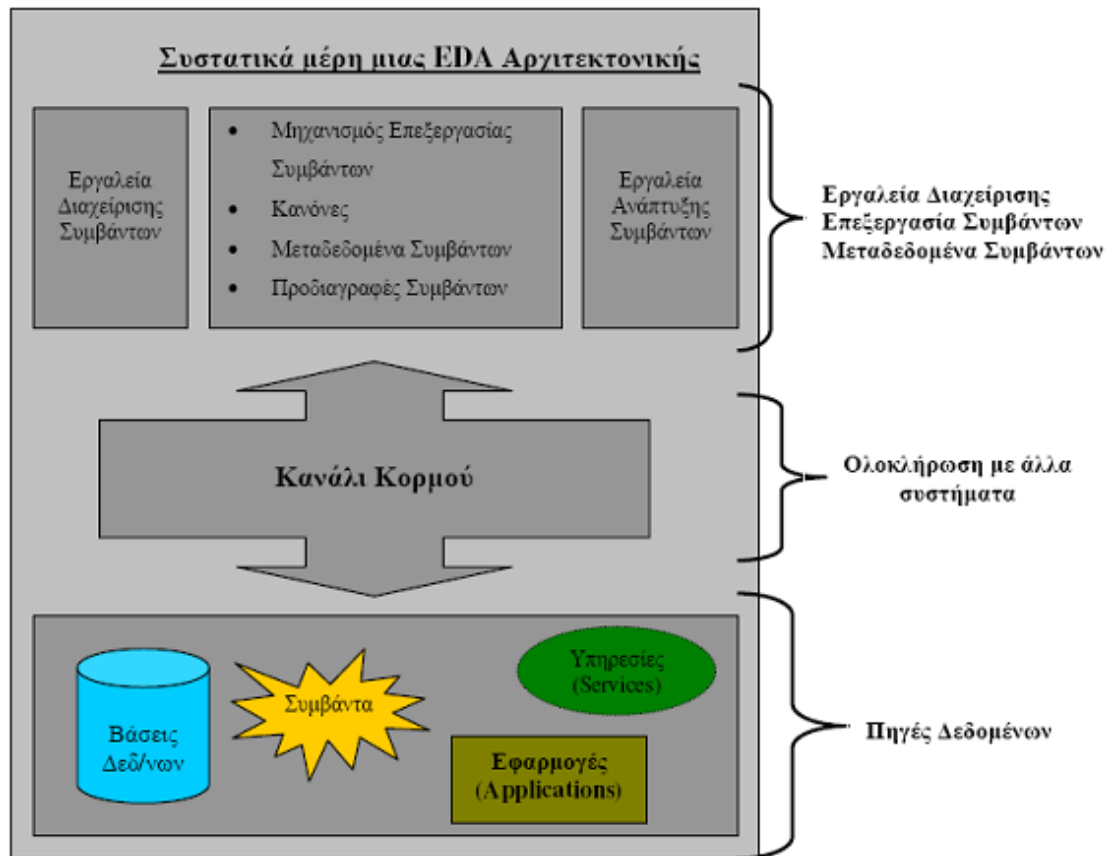 Συστατικά μέρη μιας EDA Αρχιτεκτονικής
Εργαλεία
Διαχείρισης
Συμβάντων
• Μηχανισμός Επεξεργασίας
Συμβάντων
• Κανόνες
• Μεταδεδομένα Συμβάντων
• Προδιαγραφές Συμβάντων
Εργαλεία
Ανάπτυξης
Συμβάντων
Εργαλεία Διαχείρισης
Επεξεργασία Συμβάντων
Μεταδεδομένα Συμβάντων
Κανάλι Κορμού
Ολοκλήρωση με άλλα
συστήματα
Βάσεις
Δεδ/νων
Συμβάντα
Υπηρεσίες
(Services)
Εφαρμογές
(Applications)
Πηγές Δεδομένων